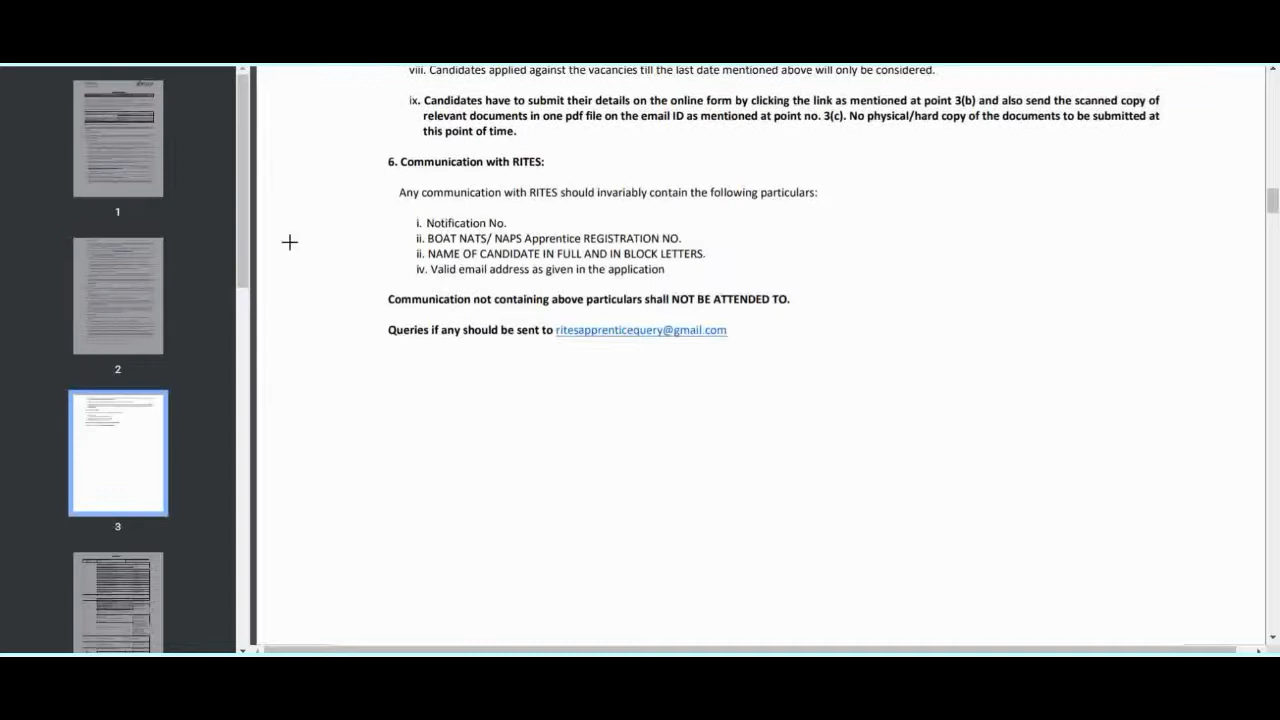 viii. Candidates applied against the vacancies till the last date mentioned above will only be considered.
ix. Candidates have to submit their details on the online form by clicking the link as mentioned at point 3(b) and also send the scanned copy of
relevant documents in one pdf file on the email ID as mentioned at point no. 3(c). No physical/hard copy of the documents to be submitted at
this point of time.
6. Communication with RITES:
Any communication with RITES should invariably contain the following particulars:
i. Notification No.
ii. BOAT NATS/ NAPS Apprentice REGISTRATION NO.
ii. NAME OF CANDIDATE IN FULL AND IN BLOCK LETTERS.
iv. Valid email address as given in the application
Communication not containing above particulars shall NOT BE ATTENDED TO.
Queries if any should be sent to ritesapprenticequery@gmail.com
1
2
3